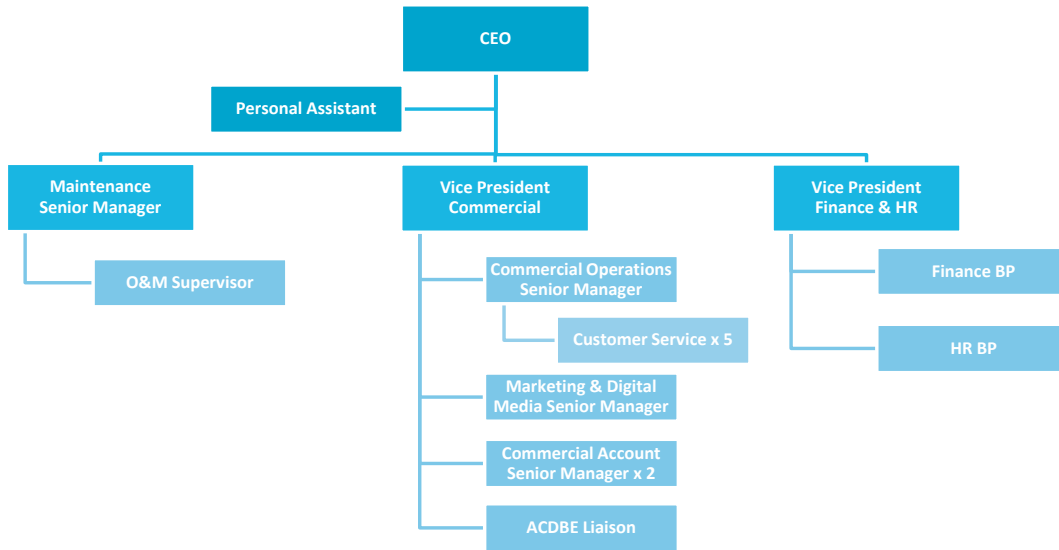 CEO
Personal Assistant
Maintenance
Senior Manager
Vice President
Commercial
Vice President
Finance & HR
O&M Supervisor
Commercial Operations
Senior Manager
Customer Service x 5
Marketing & Digital
Media Senior Manager
Commercial Account
Senior Manager x 2
ACDBE Liaison
Finance BP
HR BP